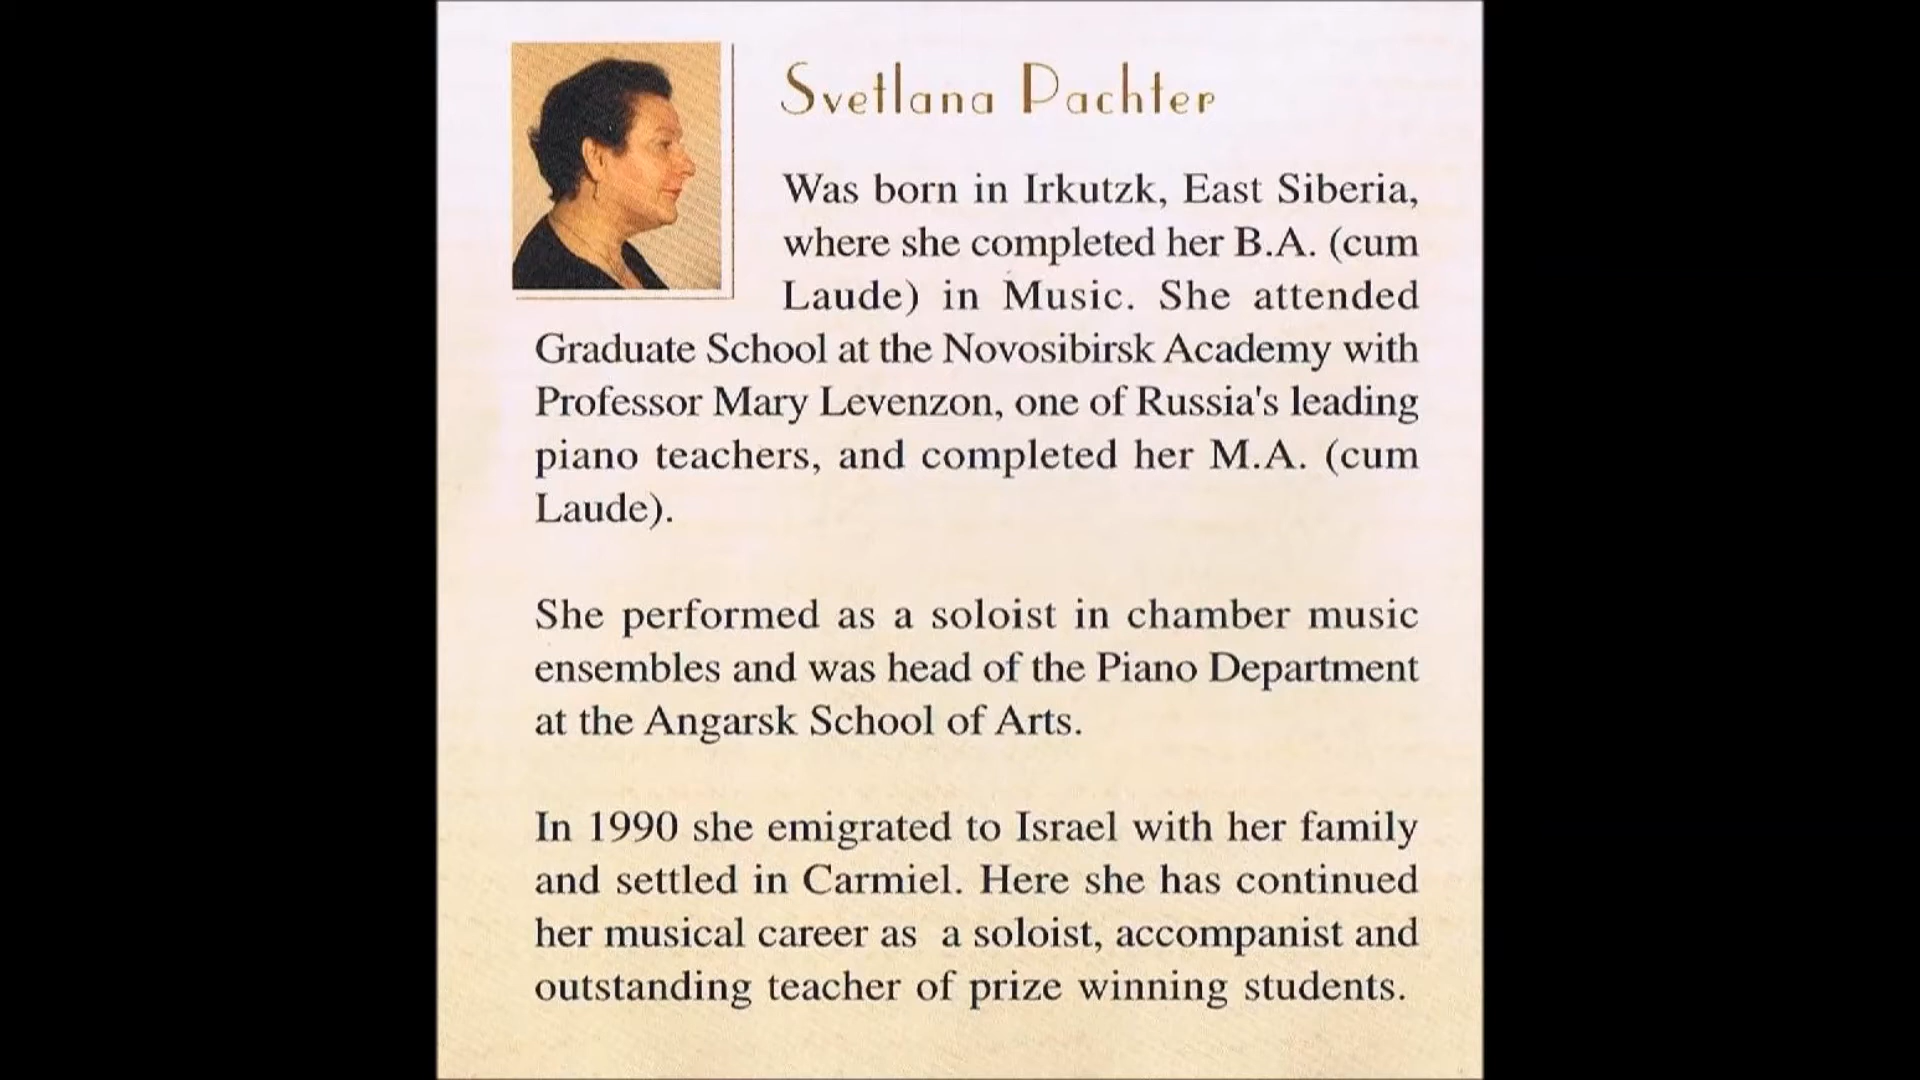 Svetlana Pachter
Was born in Irkutzk, East Siberia,
where she completed her B.A. (cum
Laude) in Music. She attended
Graduate School at the Novosibirsk Academy with
Professor Mary Levenzon, one of Russia's leading
piano teachers, and completed her M.A. (cum
Laude).
She performed as a soloist in chamber music
ensembles and was head of the Piano Department
at the Angarsk School of Arts.
In 1990 she emigrated to Israel with her family
and settled in Carmiel. Here she has continued
her musical career as a soloist, accompanist and
outstanding teacher of prize winning students.